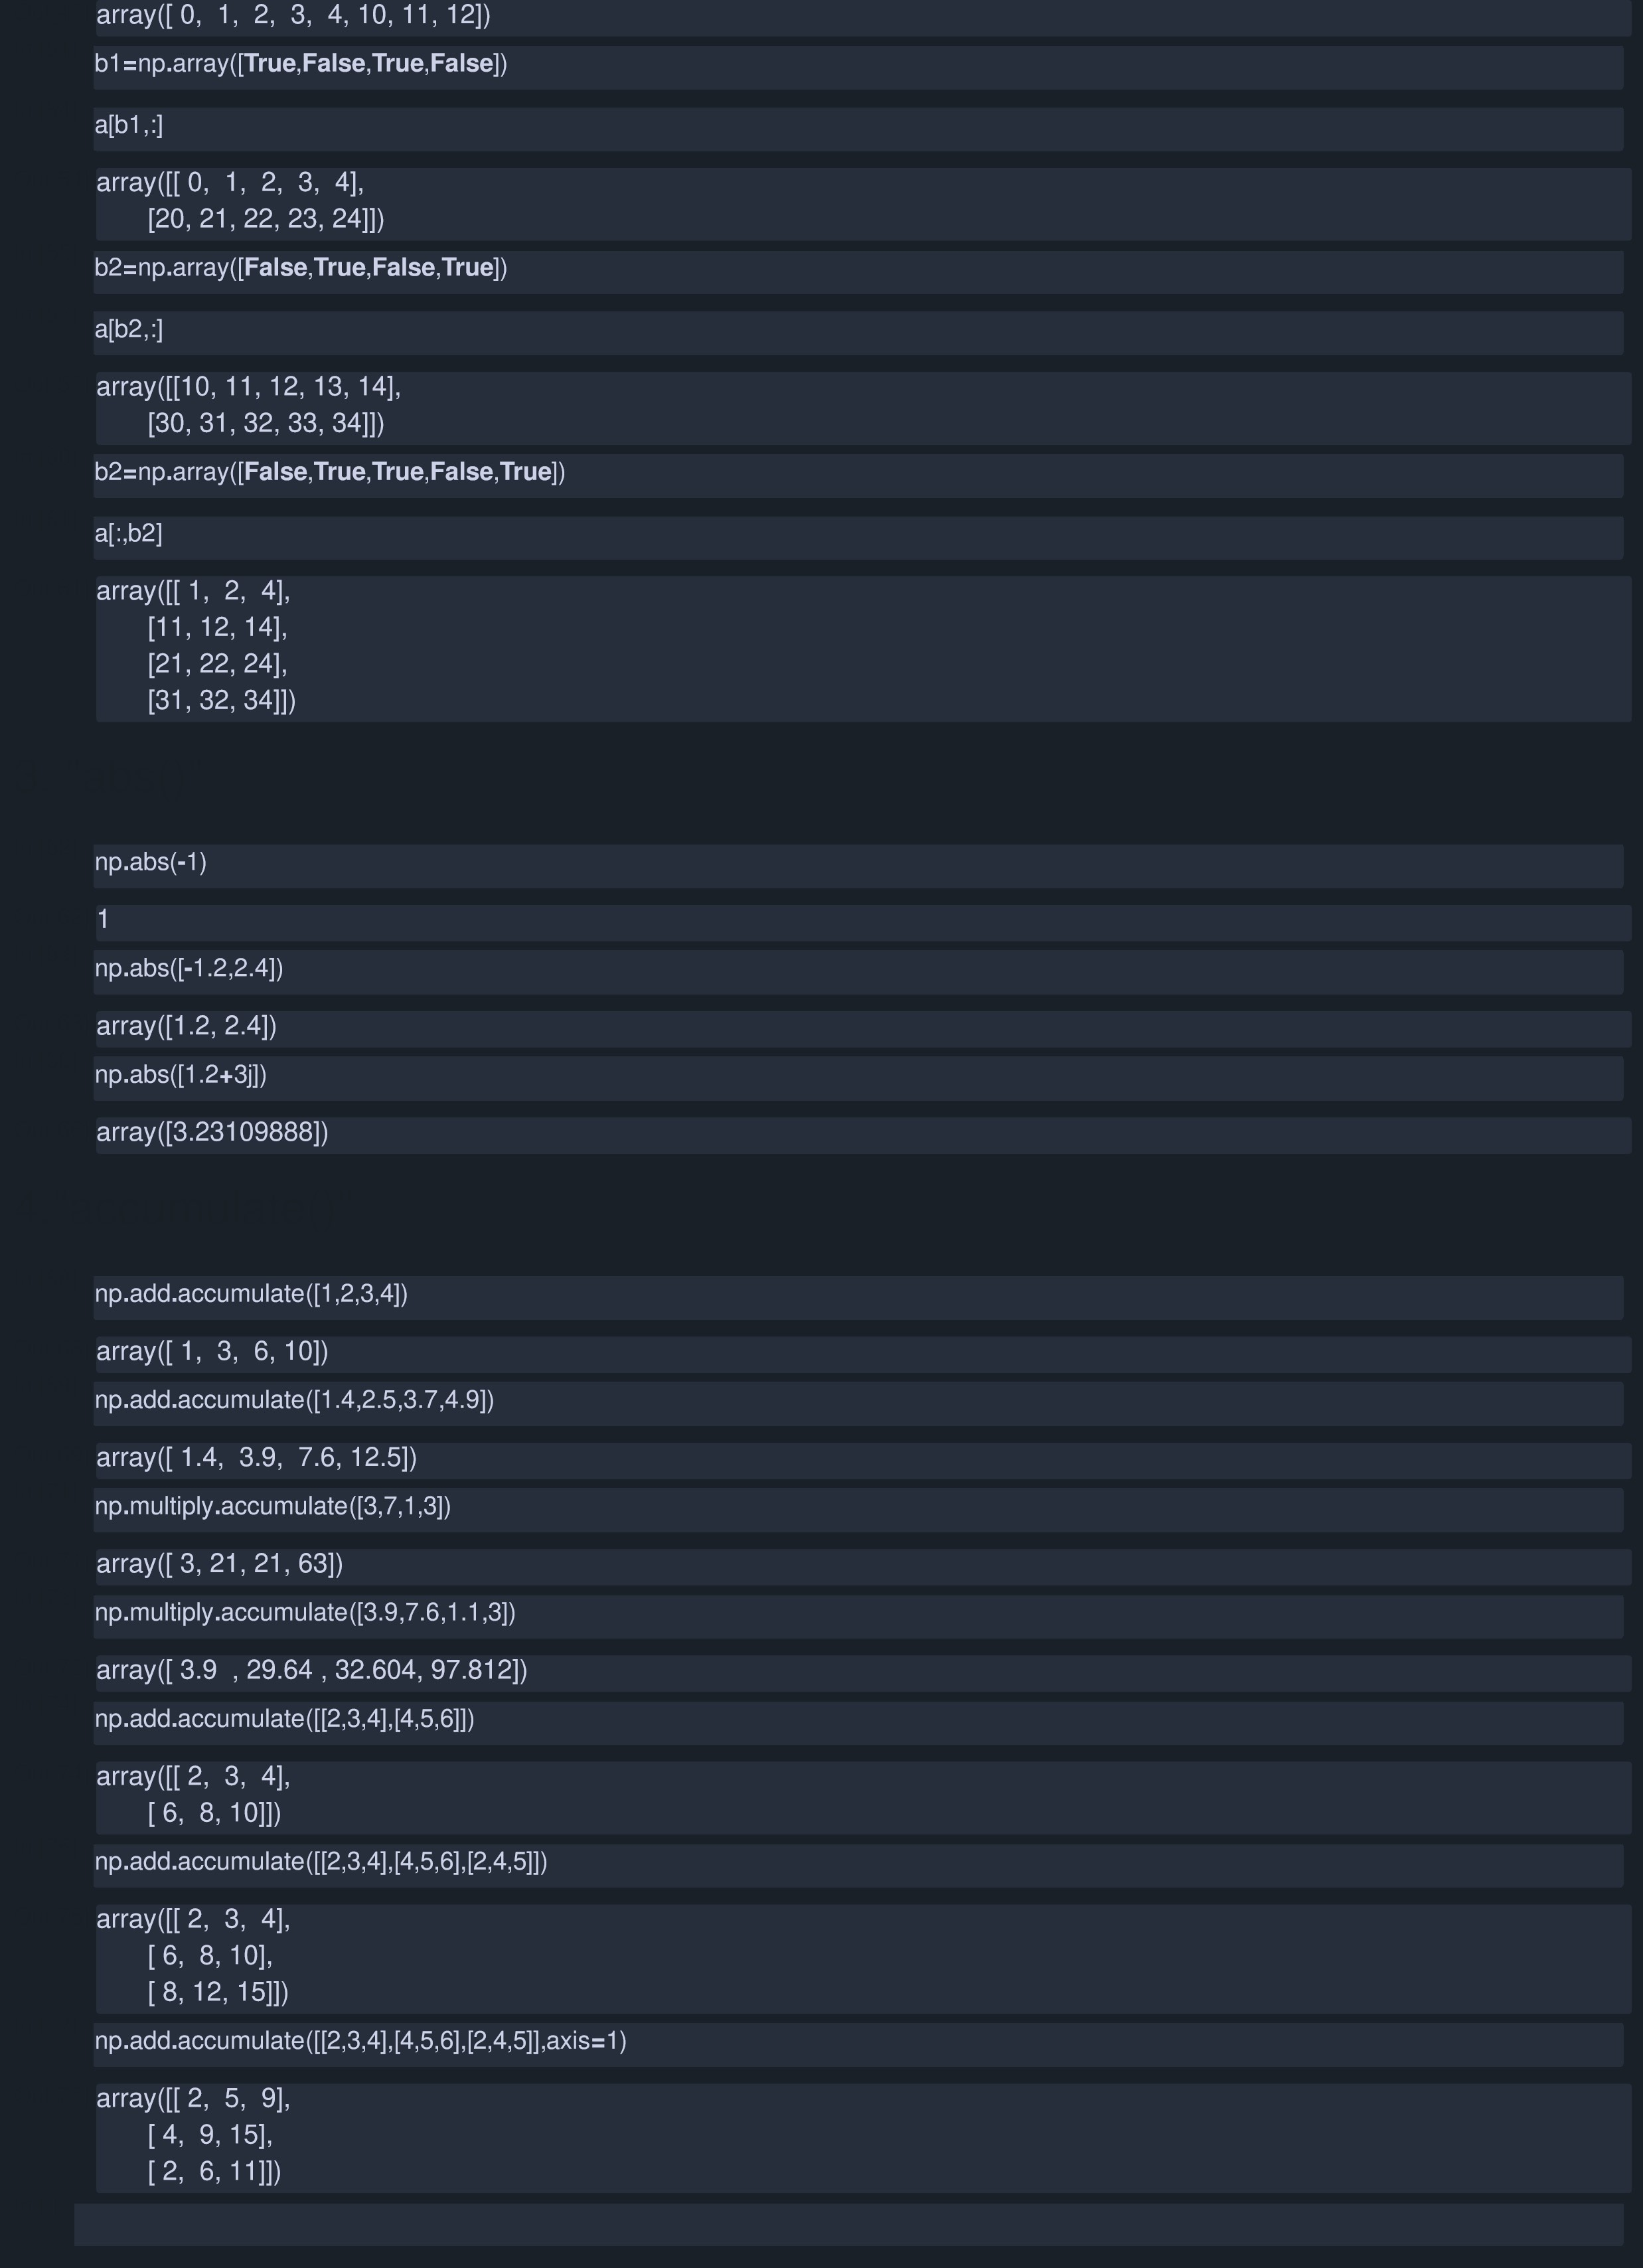 array([ 0,  1,  2,  3,  4, 10, 11, 12])
b1=np.array([True,False,True,False])
a[b1,:]
array([[ 0,  1,  2,  3,  4],
       [20, 21, 22, 23, 24]])
b2=np.array([False,True,False,True])
a[b2,:]
array([[10, 11, 12, 13, 14],
       [30, 31, 32, 33, 34]])
b2=np.array([False,True,True,False,True])
a[:,b2]
array([[ 1,  2,  4],
       [11, 12, 14],
       [21, 22, 24],
       [31, 32, 34]])
np.abs(-1)
1
np.abs([-1.2,2.4])
array([1.2, 2.4])
np.abs([1.2+3j])
array([3.23109888])
np.add.accumulate([1,2,3,4])
array([ 1,  3,  6, 10])
np.add.accumulate([1.4,2.5,3.7,4.9])
array([ 1.4,  3.9,  7.6, 12.5])
np.multiply.accumulate([3,7,1,3])
array([ 3, 21, 21, 63])
np.multiply.accumulate([3.9,7.6,1.1,3])
array([ 3.9  , 29.64 , 32.604, 97.812])
np.add.accumulate([[2,3,4],[4,5,6]])
array([[ 2,  3,  4],
       [ 6,  8, 10]])
np.add.accumulate([[2,3,4],[4,5,6],[2,4,5]])
array([[ 2,  3,  4],
       [ 6,  8, 10],
       [ 8, 12, 15]])
np.add.accumulate([[2,3,4],[4,5,6],[2,4,5]],axis=1)
array([[ 2,  5,  9],
       [ 4,  9, 15],
       [ 2,  6, 11]])